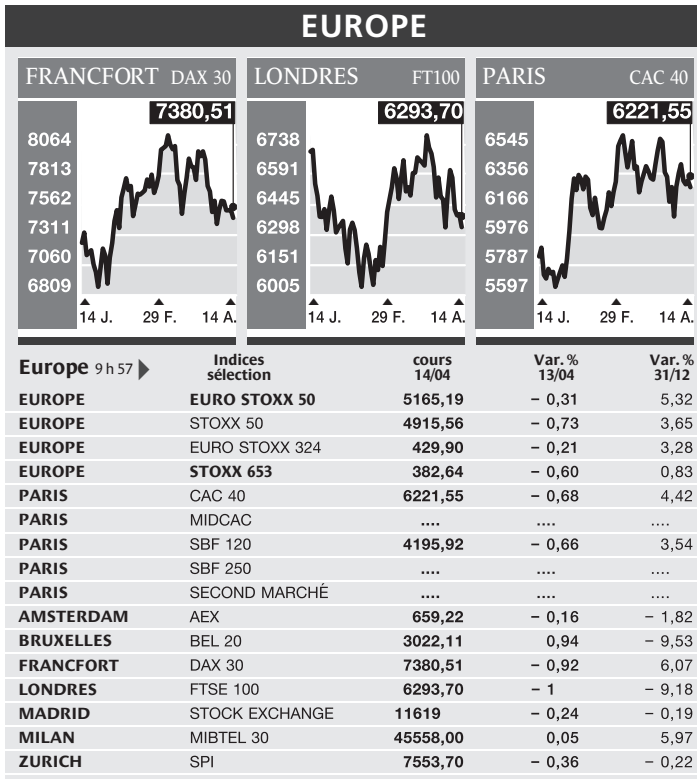 EUROPE
FRANCFORT DAX 30
7380,51
8064
7813
7562
7311
7060
6809
14 J. 29 F. 14 A.
LONDRES FT100
6293,70
6738
6591
6445
6298
6151
6005
14 J. 29 F. 14 A.
PARIS CAC 40
6221,55
6545
6356
6166
5976
5787
5597
14 J. 29 F. 14 A.
Europe 9 h 57 Indices sélection cours 14/04 Var. % 13/04 Var. % 31/12
EUROPE EURO STOXX 50 5165,19 – 0,31 5,32
EUROPE STOXX 50 4915,56 – 0,73 3,65
EUROPE EURO STOXX 324 429,90 – 0,21 3,28
EUROPE STOXX 653 382,64 – 0,60 0,83
PARIS CAC 40 6221,55 – 0,68 4,42
PARIS MIDCAC .... .... ....
PARIS SBF 120 4195,92 – 0,66 3,54
PARIS SBF 250 .... .... ....
PARIS SECOND MARCHÉ .... .... ....
AMSTERDAM AEX 659,22 – 0,16 – 1,82
BRUXELLES BEL 20 3022,11 0,94 – 9,53
FRANCFORT DAX 30 7380,51 – 0,92 6,07
LONDRES FTSE 100 6293,70 – 1 – 9,18
MADRID STOCK EXCHANGE 11619 – 0,24 – 0,19
MILAN MIBTEL 30 45558,00 0,05 5,97
ZURICH SPI 7553,70 – 0,36 – 0,22